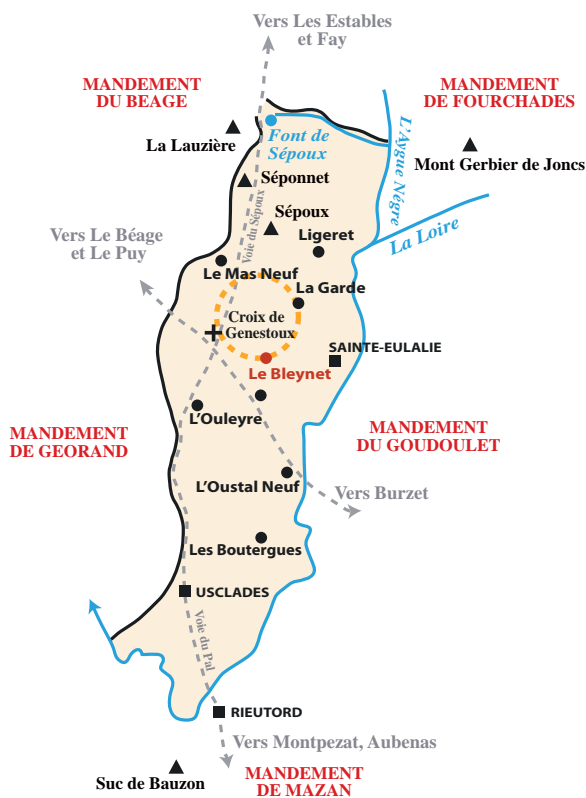 Vers Les Estables
et Fay
MANDEMENT
DU BEAGE
MANDEMENT
DE FOURCHADES
La Lauzière
Font de
Sépoux
L'Aygue Nègre
Mont Gerbier de Joncs
Séponnet
Voie du Sépoux
Sépoux
Vers Le Béage
et Le Puy
Ligeret
La Loire
Le Mas Neuf
La Garde
Croix de
Genestoux
SAINTE-EULALIE
Le Bleynet
L'Ouleyre
MANDEMENT
DE GEORAND
MANDEMENT
DU GOUDOULET
L'Oustal Neuf
Vers Burzet
Les Boutergues
USCLADES
Voie du Pal
RIEUTORD
Vers Montpezat, Aubenas
Suc de Bauzon
MANDEMENT
DE MAZAN